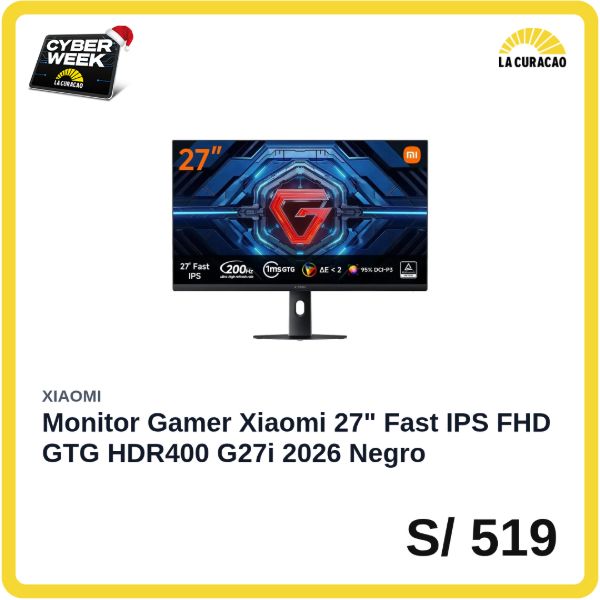 CYBER
WEEK
LA CURACAO
LA CURACAO
27"
27" Fast
IPS
200Hz
1ms GTG
ΔE < 2
95% DCI-P3
XIAOMI
Monitor Gamer Xiaomi 27" Fast IPS FHD
GTG HDR400 G27i 2026 Negro
S/ 519